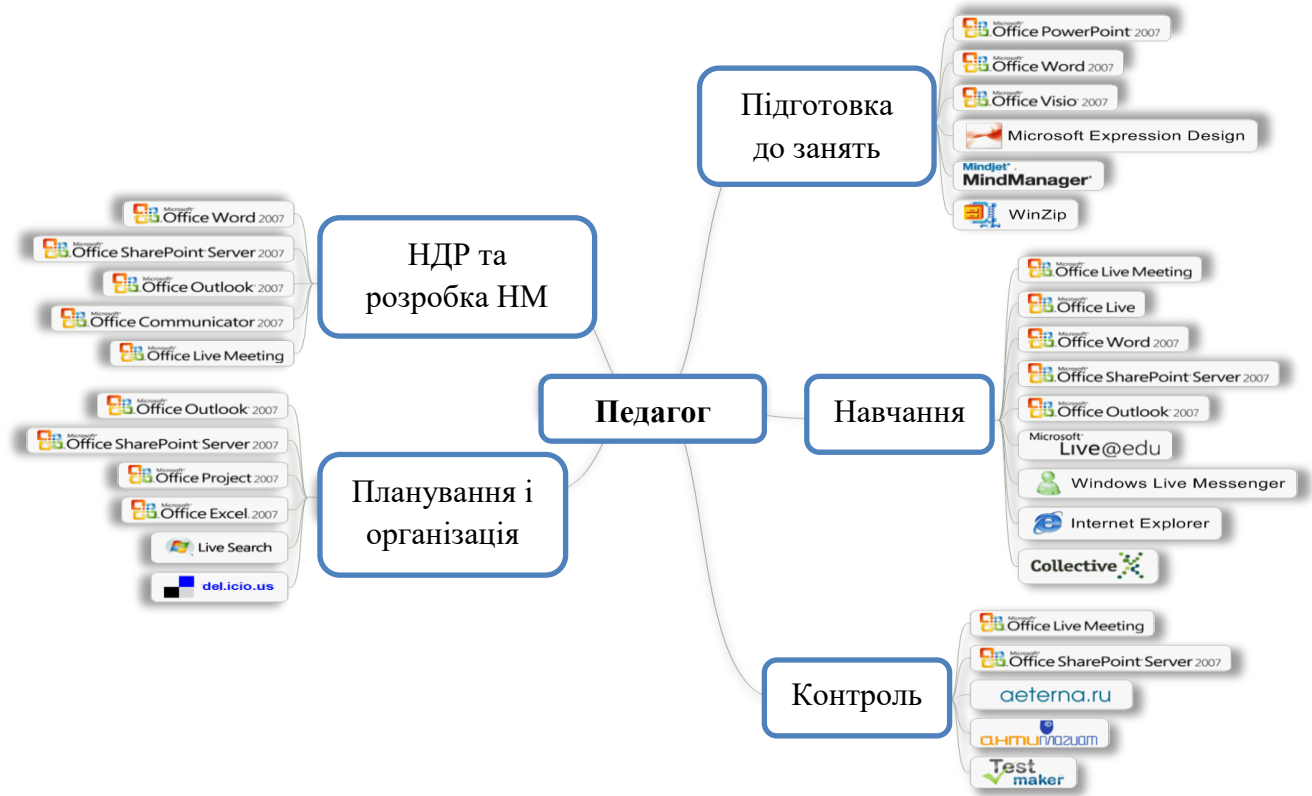 Педагог
НДР та
розробка НМ
Microsoft
Office Word 2007
Microsoft
Office SharePoint Server 2007
Microsoft
Office Outlook 2007
Microsoft
Office Communicator 2007
Microsoft
Office Live Meeting
Планування і
організація
Microsoft
Office Outlook 2007
Microsoft
Office SharePoint Server 2007
Microsoft
Office Project 2007
Microsoft
Office Excel 2007
Live Search
del.icio.us
Підготовка
до занять
Microsoft
Office PowerPoint 2007
Microsoft
Office Word 2007
Microsoft
Office Visio 2007
Microsoft Expression Design
Mindjet
MindManager
WinZip
Навчання
Microsoft
Office Live Meeting
Microsoft
Office Live
Microsoft
Office Word 2007
Microsoft
Office SharePoint Server 2007
Microsoft
Office Outlook 2007
Microsoft
Live@edu
Windows Live Messenger
Internet Explorer
Collective
Контроль
Microsoft
Office Live Meeting
Microsoft
Office SharePoint Server 2007
aeterna.ru
антиплагиат
Test
maker